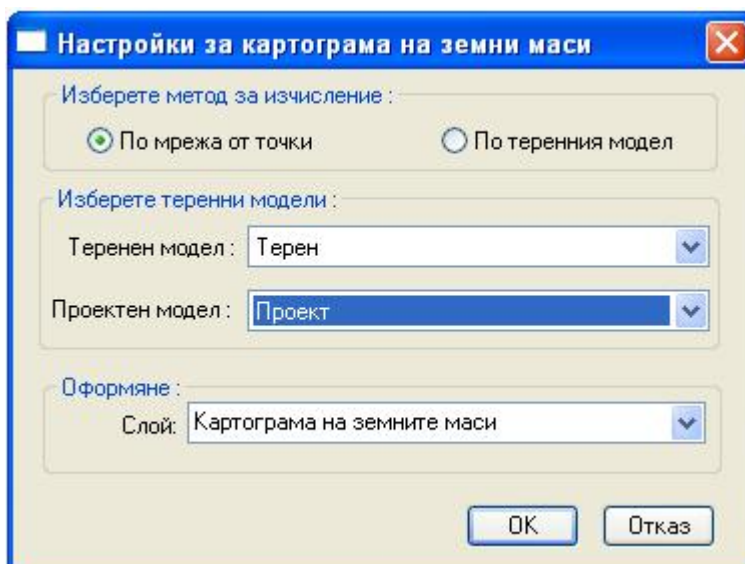 Настройки за картограма на земни маси
Изберете метод за изчисление :
По мрежа от точки По теренния модел
Изберете теренни модели :
Теренен модел : Терен
Проектен модел : Проект
Оформяне :
Слой: Картограма на земните маси
OK Отказ